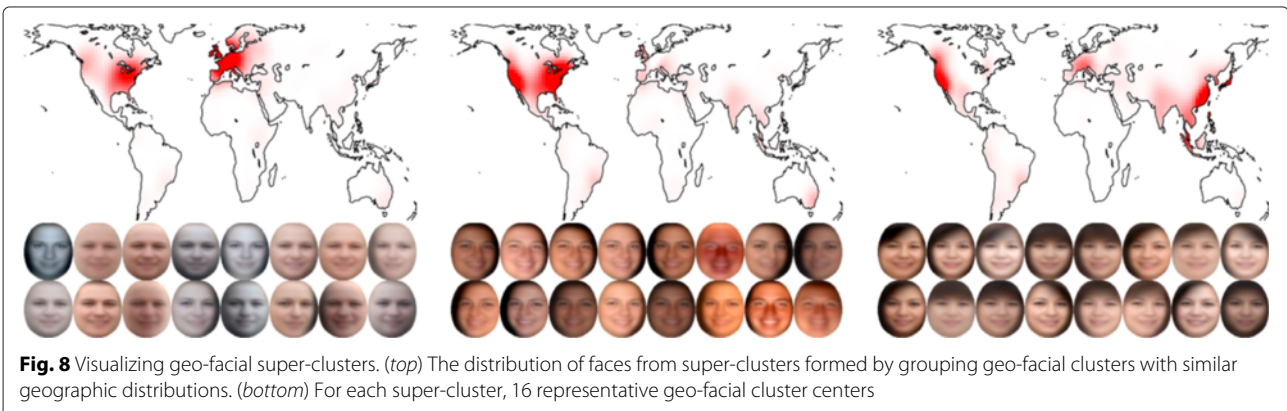 Fig. 8 Visualizing geo-facial super-clusters. (top) The distribution of faces from super-clusters formed by grouping geo-facial clusters with similar
geographic distributions. (bottom) For each super-cluster, 16 representative geo-facial cluster centers